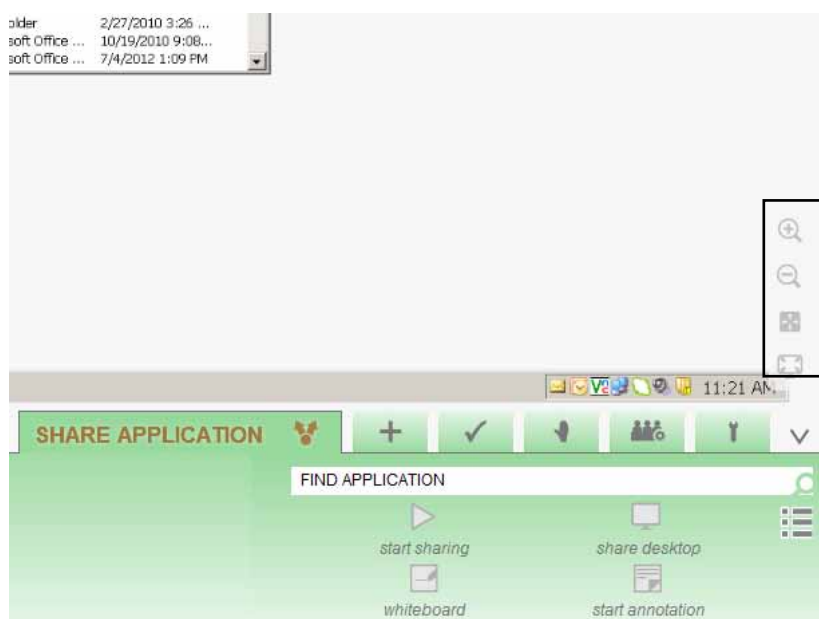 older 2/27/2010 3:26 ...
soft Office ... 10/19/2010 9:08...
soft Office ... 7/4/2012 1:09 PM
11:21 AM
SHARE APPLICATION
FIND APPLICATION
start sharing share desktop
whiteboard start annotation